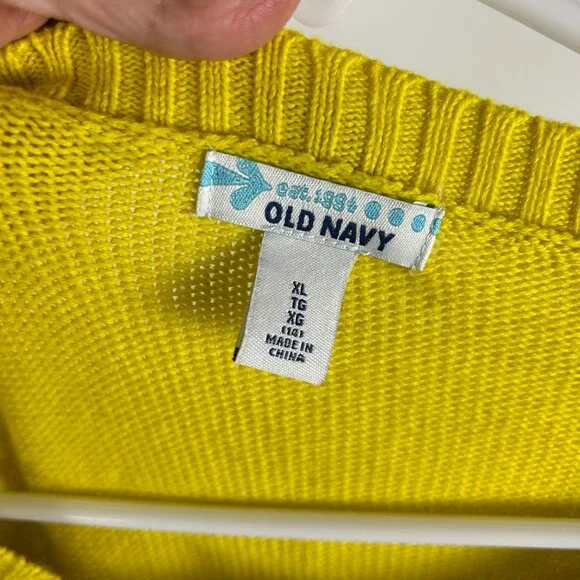 est. 1994
OLD NAVY
XL
TG
XG
(14)
MADE IN
CHINA